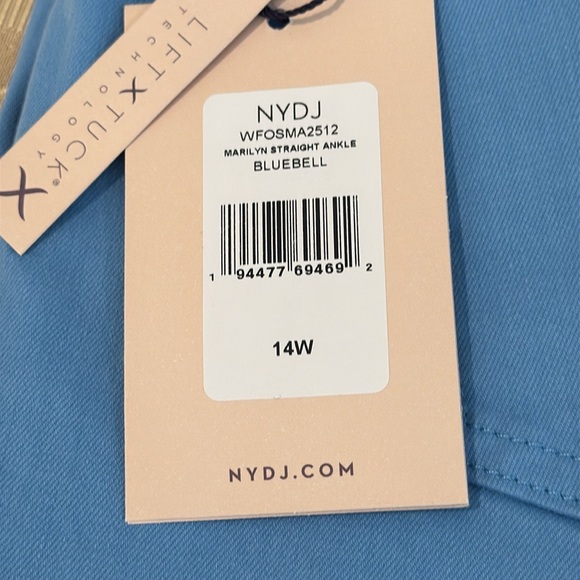 LIFT X TUCK®
TECHNOLOGY
X
NYDJ
WFOSMA2512
MARILYN STRAIGHT ANKLE
BLUEBELL
1 94477 69469 2
14W
NYDJ.COM